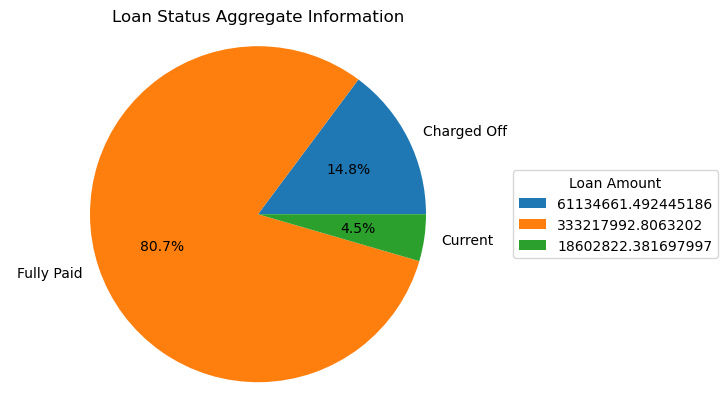 Loan Status Aggregate Information
Charged Off
14.8%
Loan Amount
61134661.492445186
333217992.8063202
18602822.381697997
4.5%
Current
80.7%
Fully Paid